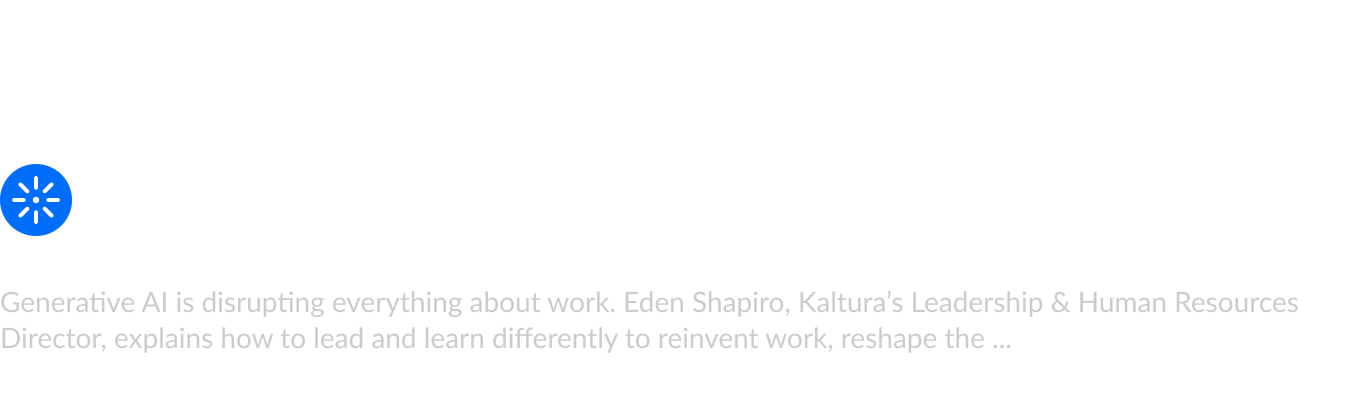 Generative AI is disrupting everything about work. Eden Shapiro, Kaltura’s Leadership & Human Resources
Director, explains how to lead and learn differently to reinvent work, reshape the ...